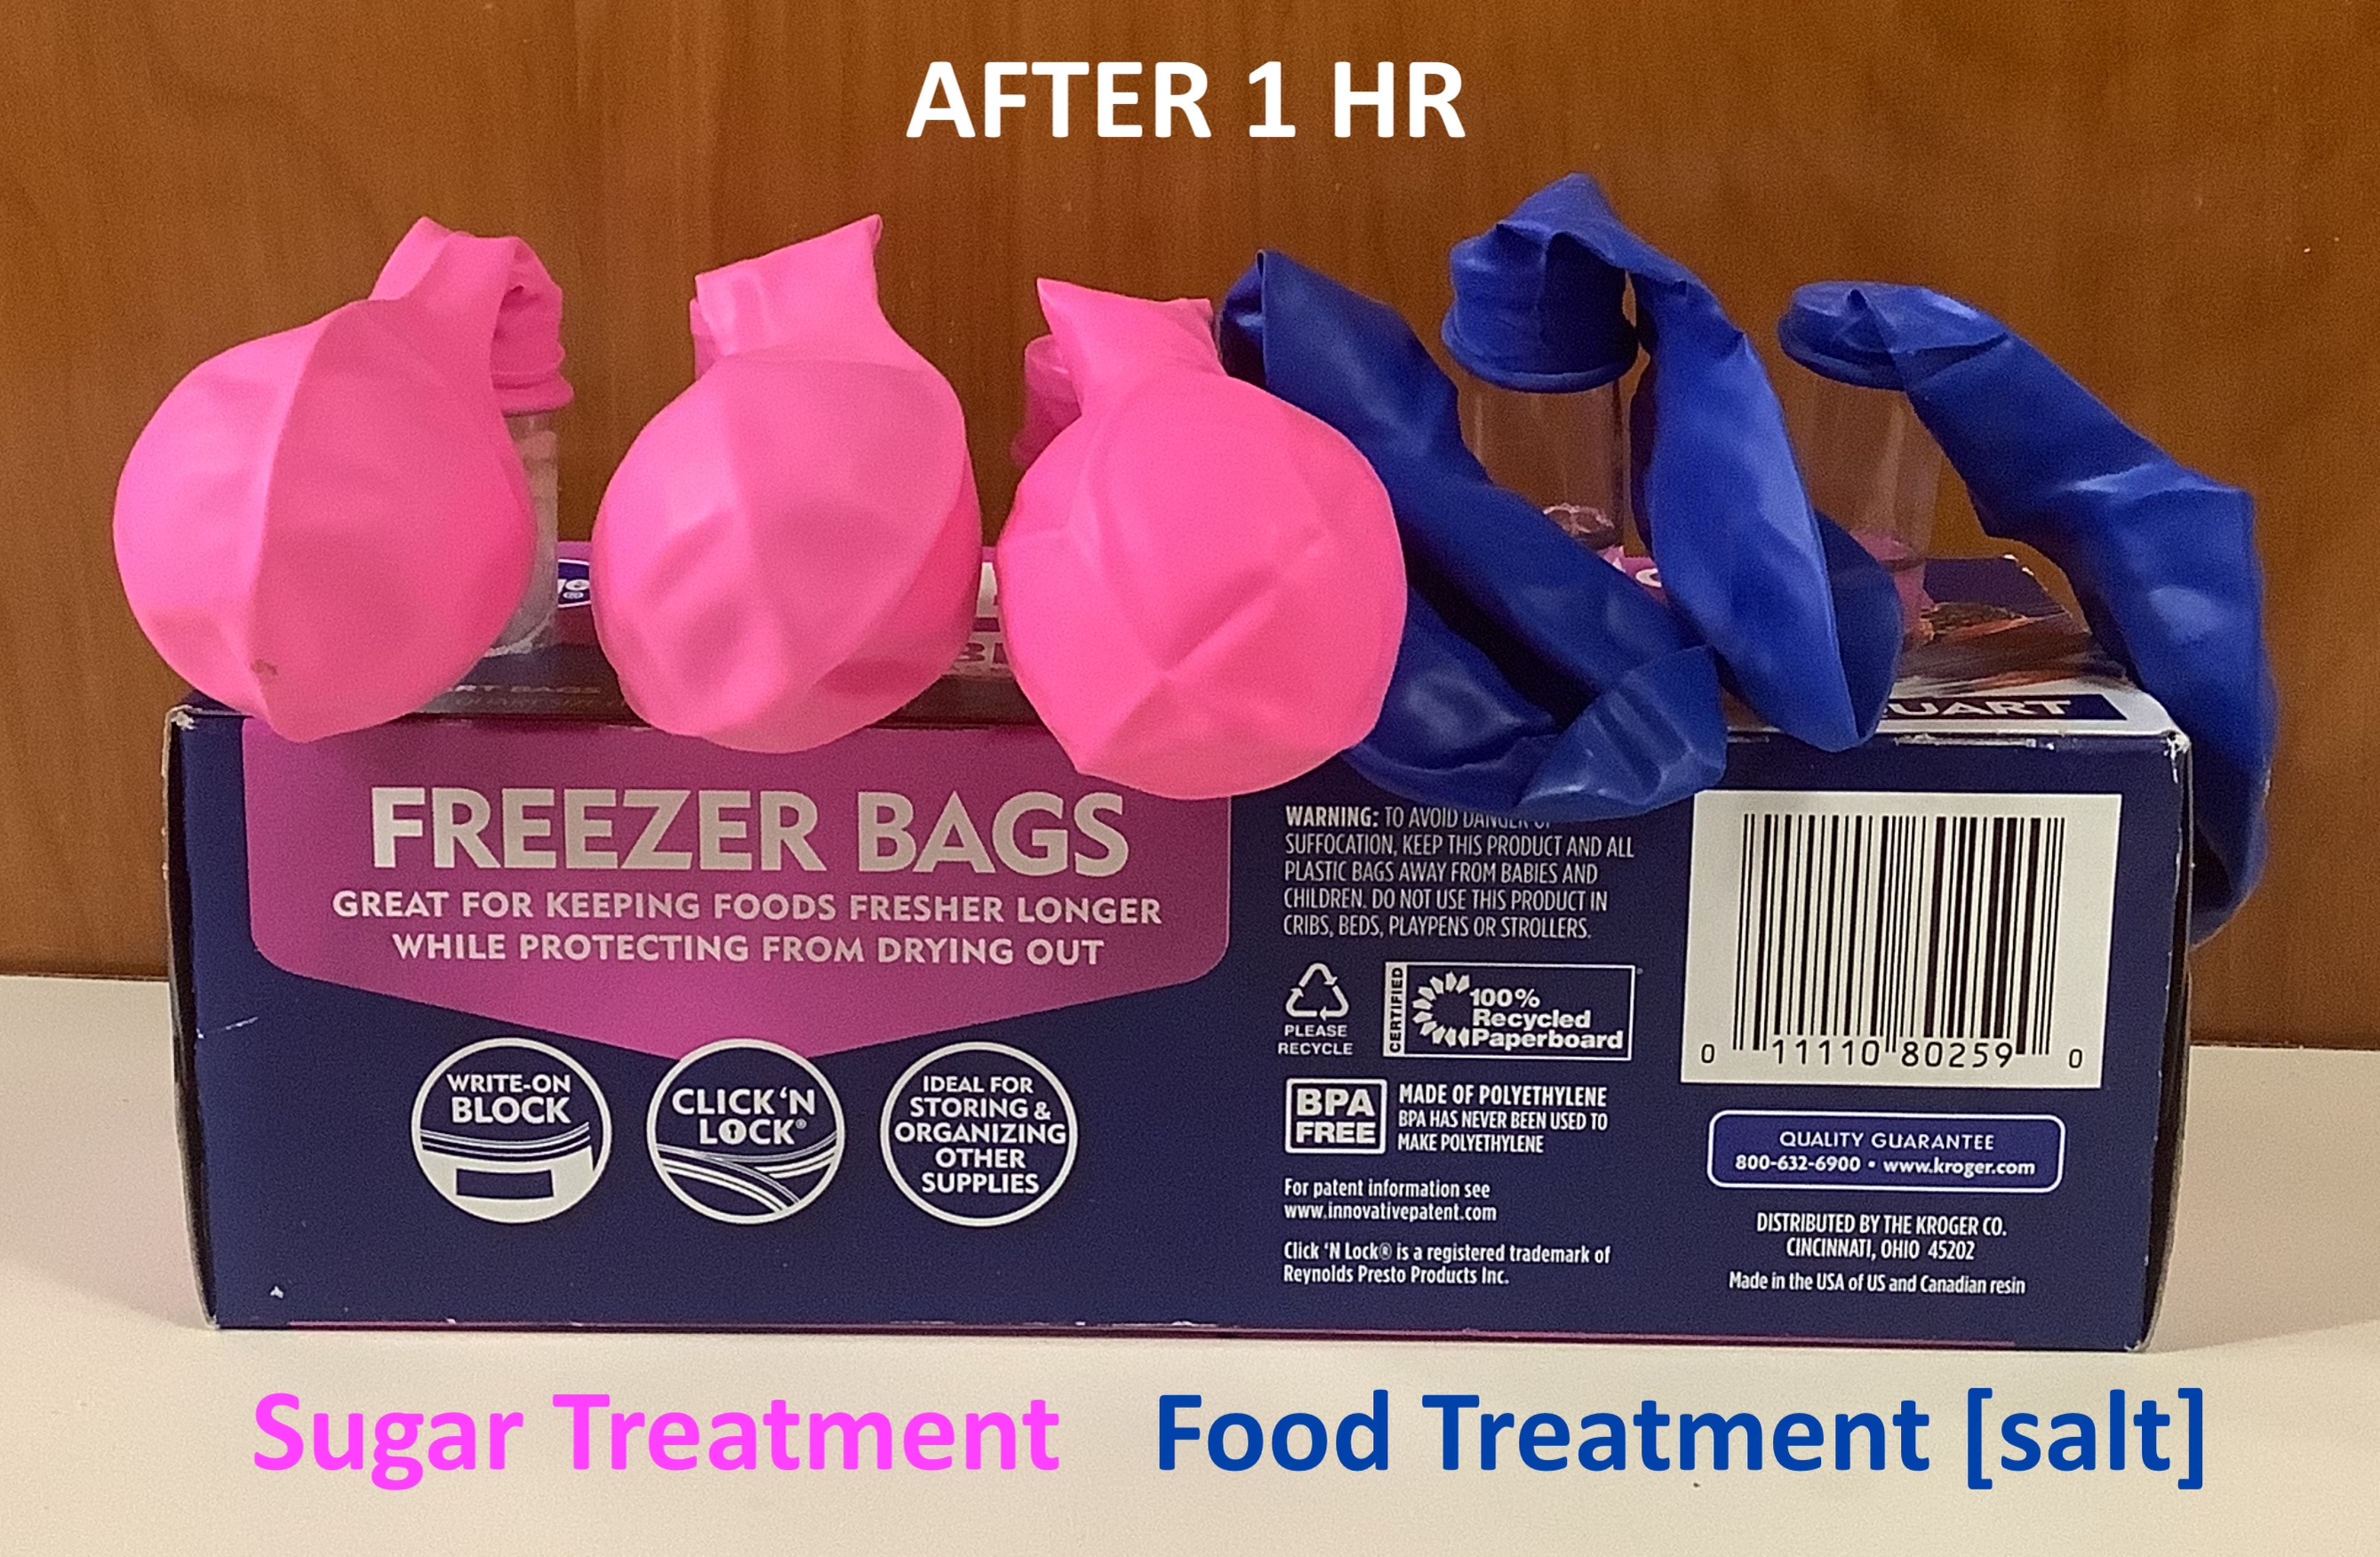 AFTER 1 HR
UART
FREEZER BAGS
GREAT FOR KEEPING FOODS FRESHER LONGER
WHILE PROTECTING FROM DRYING OUT
WRITE-ON
BLOCK
CLICK 'N
LOCK®
IDEAL FOR
STORING &
ORGANIZING
OTHER
SUPPLIES
WARNING: TO AVOID DANGER OF
SUFFOCATION, KEEP THIS PRODUCT AND ALL
PLASTIC BAGS AWAY FROM BABIES AND
CHILDREN. DO NOT USE THIS PRODUCT IN
CRIBS, BEDS, PLAYPENS OR STROLLERS.
PLEASE
RECYCLE
CERTIFIED
100%
Recycled
Paperboard
BPA
FREE
MADE OF POLYETHYLENE
BPA HAS NEVER BEEN USED TO
MAKE POLYETHYLENE
For patent information see
www.innovativepatent.com
Click 'N Lock® is a registered trademark of
Reynolds Presto Products Inc.
0 11110 80259 0
QUALITY GUARANTEE
800-632-6900 • www.kroger.com
DISTRIBUTED BY THE KROGER CO.
CINCINNATI, OHIO 45202
Made in the USA of US and Canadian resin
Sugar Treatment Food Treatment [salt]